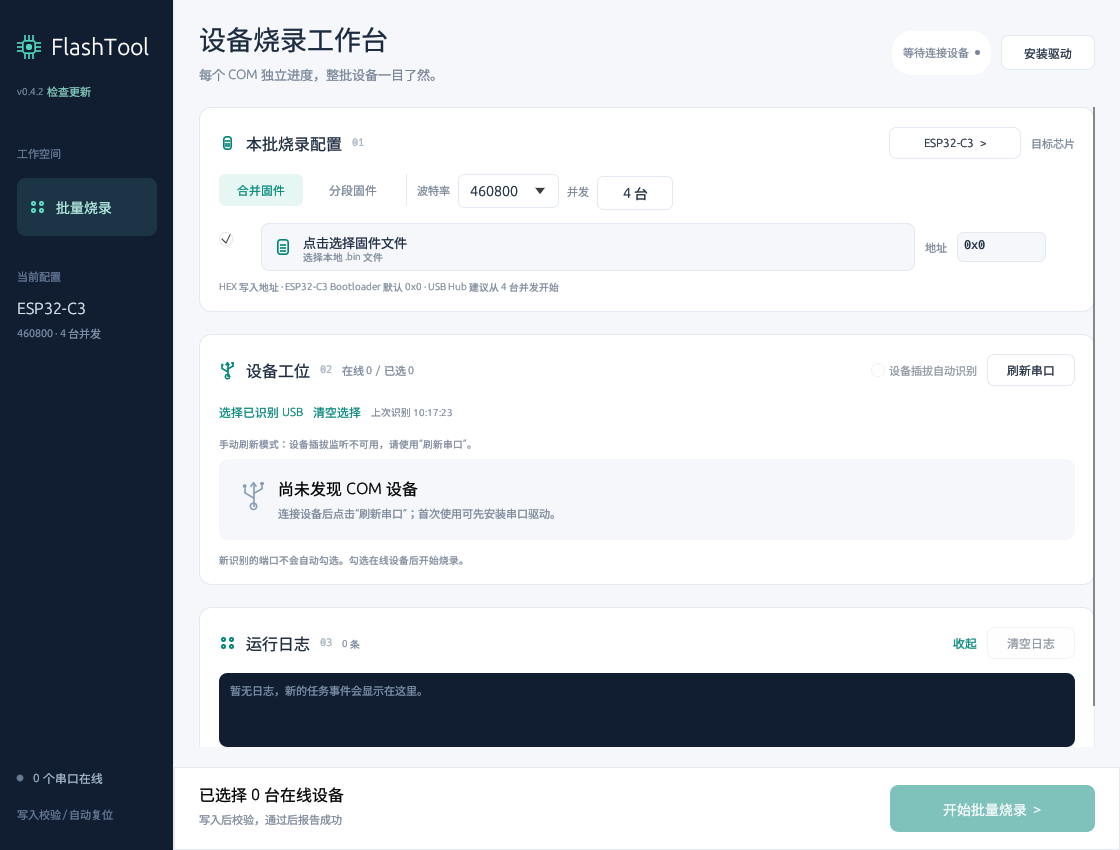 FlashTool
v0.4.2 检查更新
工作空间
批量烧录
当前配置
ESP32-C3
460800 · 4 台并发
0 个串口在线
写入校验 / 自动复位
设备烧录工作台
每个 COM 独立进度，整批设备一目了然。
等待连接设备
安装驱动
本批烧录配置 01
ESP32-C3 >
目标芯片
合并固件
分段固件
波特率
460800
并发
4 台
点击选择固件文件
选择本地 .bin 文件
地址
0x0
HEX 写入地址 · ESP32-C3 Bootloader 默认 0x0 · USB Hub 建议从 4 台并发开始
设备工位 02 在线 0 / 已选 0
设备插拔自动识别
刷新串口
选择已识别 USB 清空选择 上次识别 10:17:23
手动刷新模式：设备插拔监听不可用，请使用“刷新串口”。
尚未发现 COM 设备
连接设备后点击“刷新串口”；首次使用可先安装串口驱动。
新识别的端口不会自动勾选。勾选在线设备后开始烧录。
运行日志 03 0 条
收起
清空日志
暂无日志，新的任务事件会显示在这里。
已选择 0 台在线设备
写入后校验，通过后报告成功
开始批量烧录 >